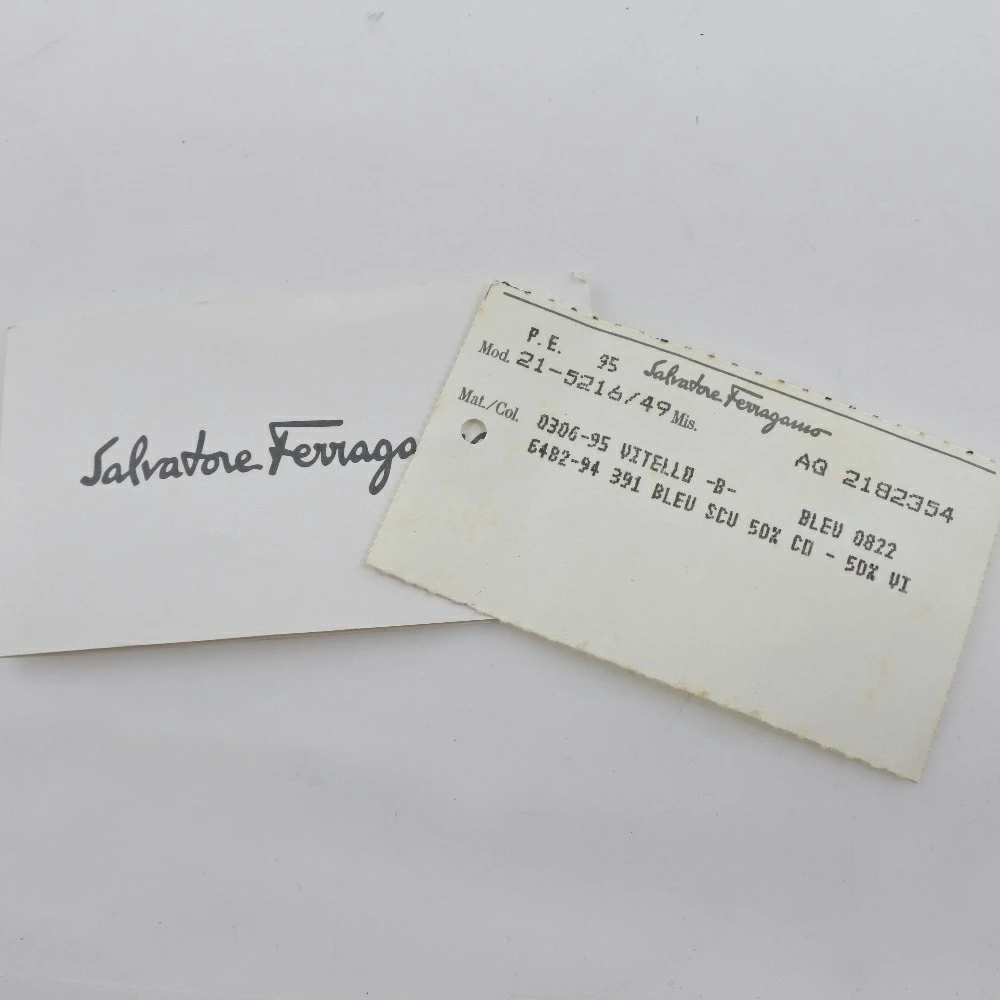 Salvatore Ferrago
P.E. 95 Salvatore Ferragamo
Mod. 21-5216/49 Mis. AQ 2182354
Mat./Col. 0306-95 VITELLO -B- BLEU 0822
6482-94 391 BLEU SCU 50% CO - 50% VI